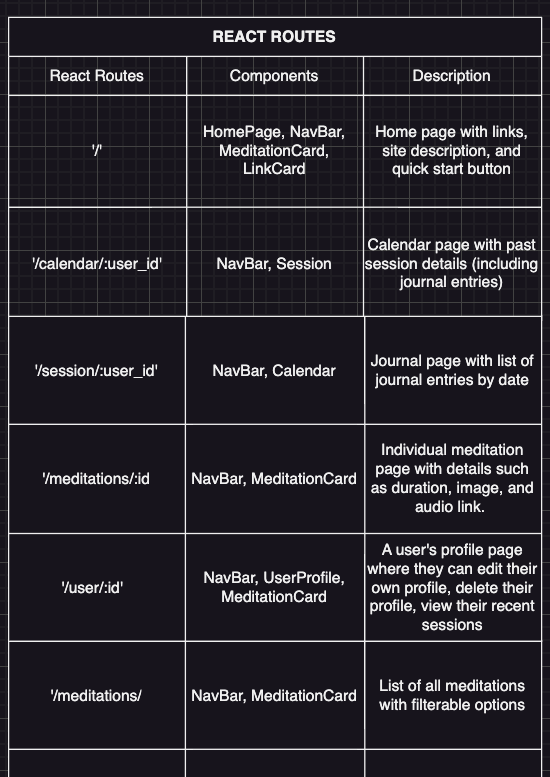 REACT ROUTES
React Routes
Components
Description
'/'
HomePage, NavBar,
MeditationCard,
LinkCard
Home page with links,
site description, and
quick start button
'/calendar/:user_id'
NavBar, Session
Calendar page with past
session details (including
journal entries)
'/session/:user_id'
NavBar, Calendar
Journal page with list of
journal entries by date
'/meditations/:id
NavBar, MeditationCard
Individual meditation
page with details such
as duration, image, and
audio link.
'/user/:id'
NavBar, UserProfile,
MeditationCard
A user's profile page
where they can edit their
own profile, delete their
profile, view their recent
sessions
'/meditations/
NavBar, MeditationCard
List of all meditations
with filterable options